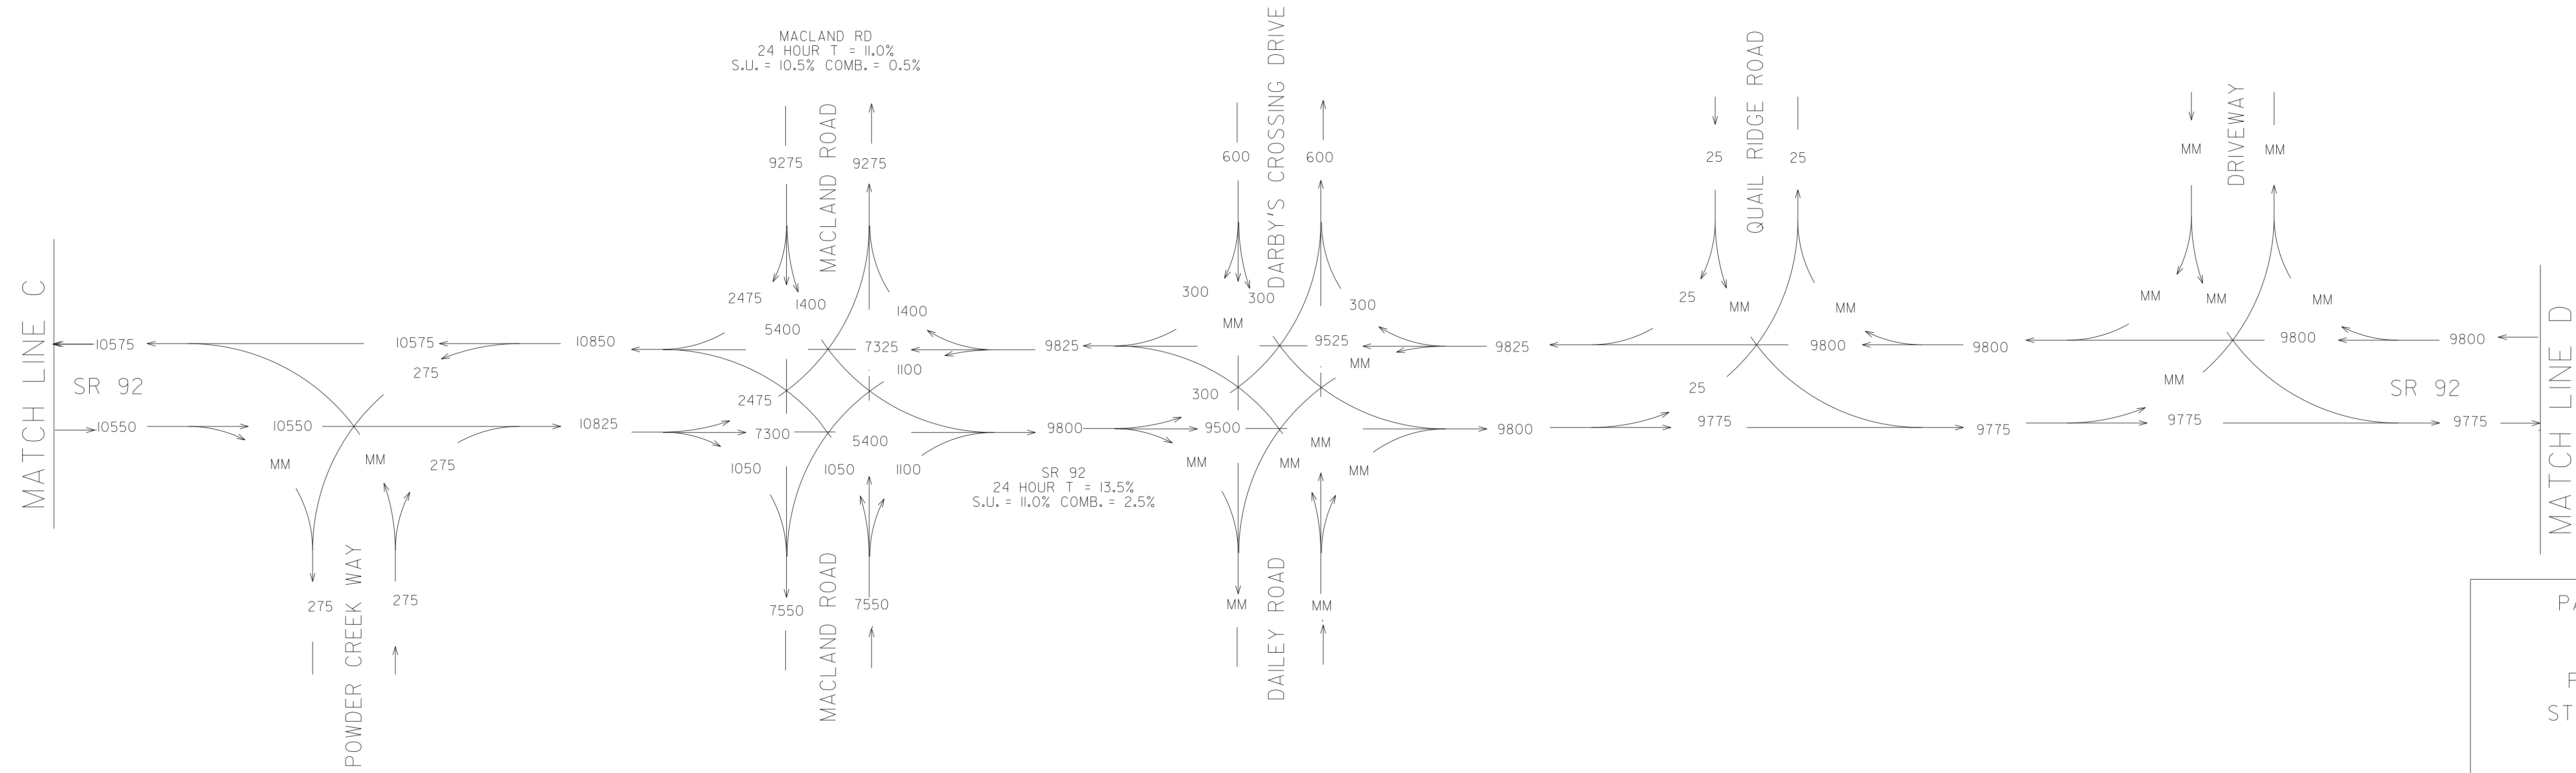 MATCH LINE C
SR 92
10575
10550
10575
275
10550
MM
MM
275
275
275
POWDER CREEK WAY
10850
10825
MACLAND RD
24 HOUR T = 11.0%
S.U. = 10.5% COMB. = 0.5%
MACLAND ROAD
9275
9275
2475
1400
5400
1400
7325
1100
2475
7300
5400
1050
1050
1100
7550
7550
MACLAND ROAD
9825
9800
SR 92
24 HOUR T = 13.5%
S.U. = 11.0% COMB. = 2.5%
DARBY'S CROSSING DRIVE
600
600
300
300
MM
300
9525
MM
300
9500
MM
MM
MM
MM
MM
MM
DAILEY ROAD
9825
9800
QUAIL RIDGE ROAD
25
25
25
MM
MM
9800
25
9775
9800
9775
DRIVEWAY
MM
MM
MM
MM
MM
9800
MM
9775
9800
SR 92
9775
MATCH LINE D
PA
ST